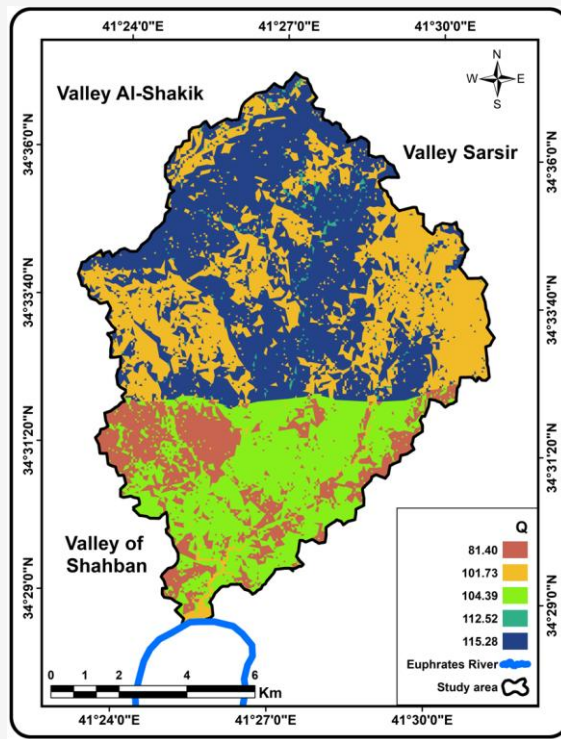 41°24'0"E 41°27'0"E 41°30'0"E
N
W E
S
Valley Al-Shakik
Valley Sarsir
34°36'0"N
34°36'0"N
34°33'40"N
34°33'40"N
34°31'20"N
34°31'20"N
34°29'0"N
34°29'0"N
Valley of
Shahban
Q
81.40
101.73
104.39
112.52
115.28
Euphrates River
Study area
0 1 2 4 6
Km
41°24'0"E 41°27'0"E 41°30'0"E